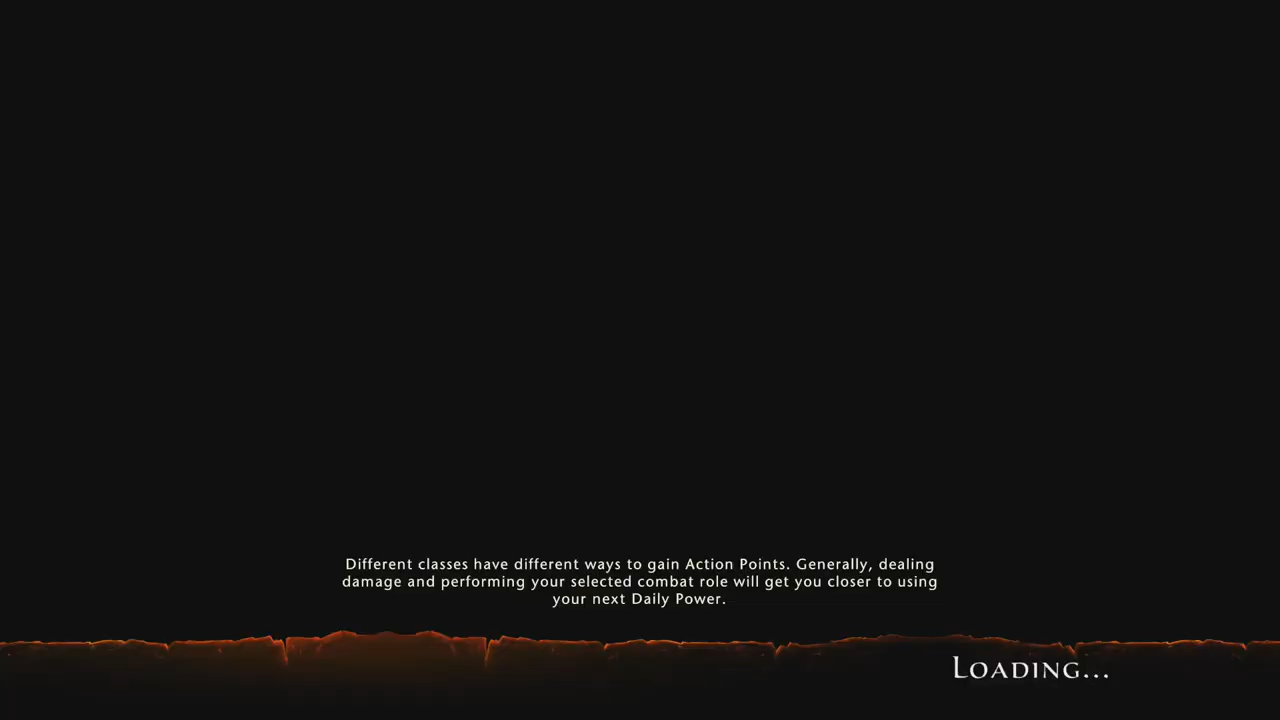 Different classes have different ways to gain Action Points. Generally, dealing
damage and performing your selected combat role will get you closer to using
your next Daily Power.
Loading...